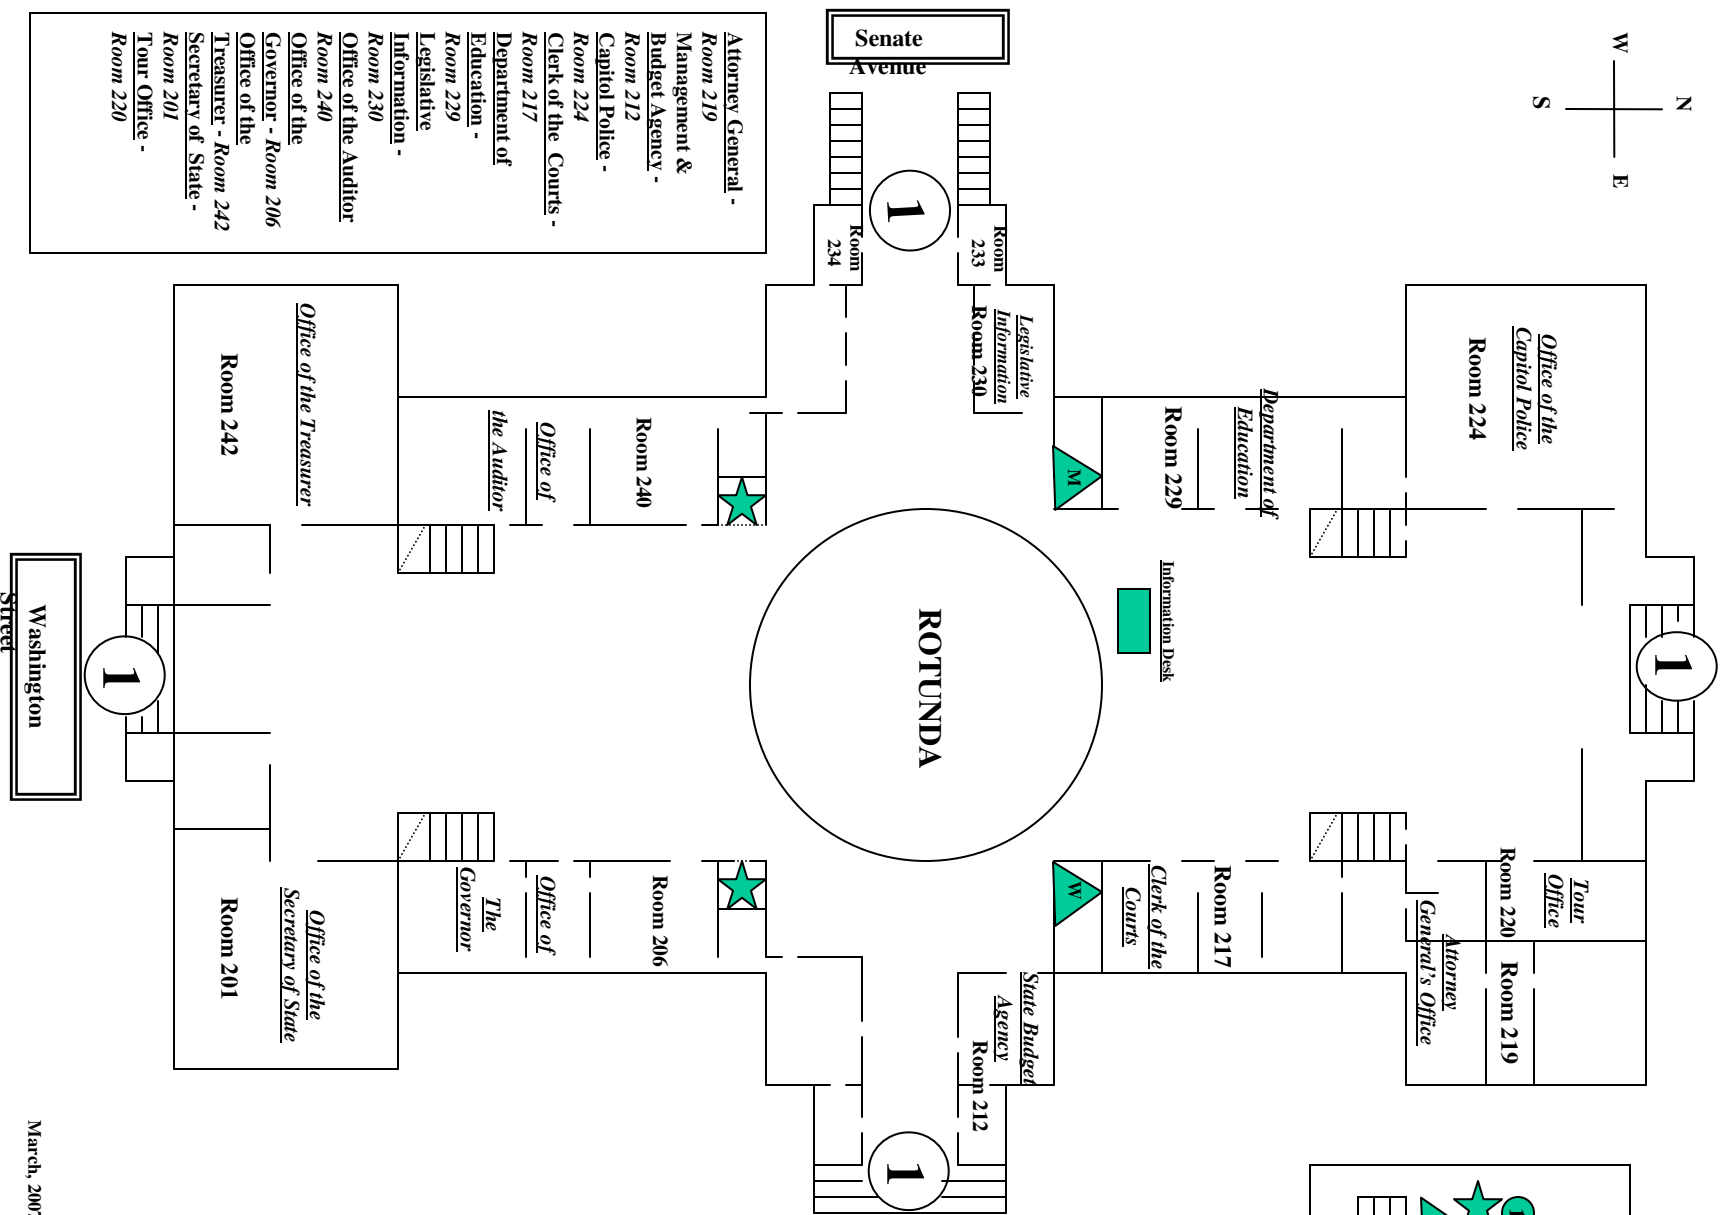 Senate
Avenue
W
N
S
E
Attorney General -
Room 219
Management &
Budget Agency -
Room 212
Capitol Police -
Room 224
Clerk of the Courts -
Room 217
Department of
Education -
Room 229
Legislative
Information -
Room 230
Office of the Auditor
Room 240
Office of the
Governor - Room 206
Office of the
Treasurer - Room 242
Secretary of State -
Room 201
Tour Office -
Room 220
1
Room
234
Room
233
Legislative
Information
Room 230
Office of the
Capitol Police
Room 224
Department of
Education
Room 229
M
Office of the Treasurer
Room 242
Room 240
Office of
the Auditor
Information Desk
ROTUNDA
Washington
Street
1
1
Room 206
Office of
The
Governor
Office of the
Secretary of State
Room 201
W
Room 217
Clerk of the
Courts
Tour
Office
Room 220
Room 219
Attorney
General's Office
State Budget
Agency
Room 212
1
March, 2007
1